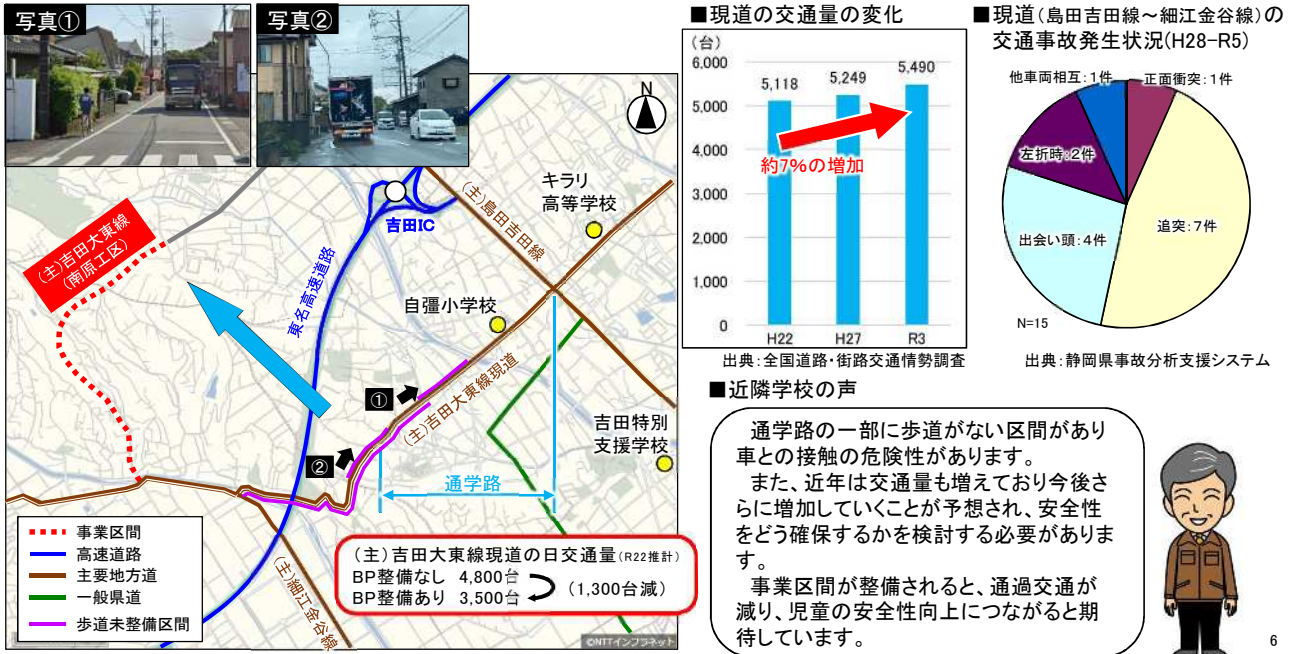 写真①
写真②
N
キラリ
高等学校
吉田IC
(主)島田吉田線
(主)吉田大東線
(南原工区)
東名高速道路
自彊小学校
①
(主)吉田大東線現道
②
吉田特別
支援学校
通学路
事業区間
高速道路
主要地方道
一般県道
歩道未整備区間
(主)細江金谷線
(主)吉田大東線現道の日交通量(R22推計)
BP整備なし 4,800台
BP整備あり 3,500台
(1,300台減)
©NTTインフラネット
■現道の交通量の変化
(台)
6,000
5,000
4,000
3,000
2,000
1,000
0
5,118
5,249
5,490
約7%の増加
H22
H27
R3
出典:全国道路・街路交通情勢調査
■現道(島田吉田線～細江金谷線)の
交通事故発生状況(H28-R5)
他車両相互:1件
正面衝突:1件
左折時:2件
追突:7件
出会い頭:4件
N=15
出典:静岡県事故分析支援システム
■近隣学校の声
通学路の一部に歩道がない区間があり
車との接触の危険性があります。
また、近年は交通量も増えており今後さ
らに増加していくことが予想され、安全性
をどう確保するかを検討する必要がありま
す。
事業区間が整備されると、通過交通が
減り、児童の安全性向上につながると期
待しています。
6